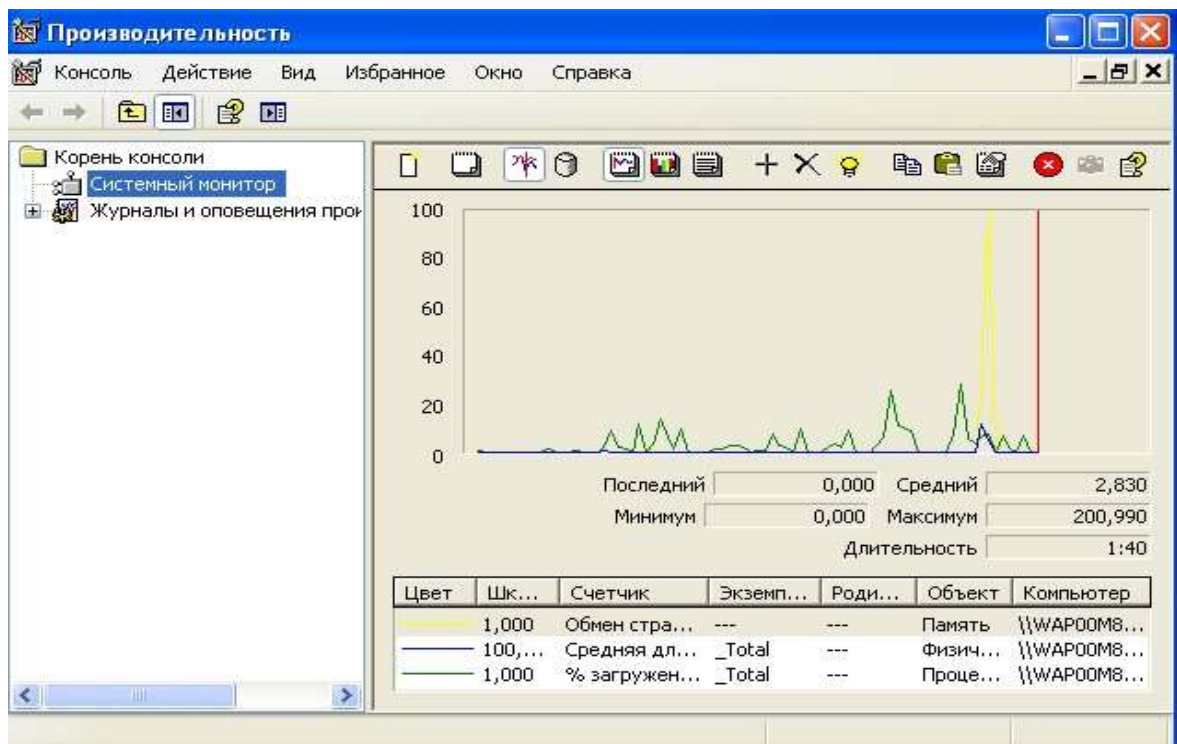 Производительность
Консоль Действие Вид Избранное Окно Справка
Корень консоли
Системный монитор
Журналы и оповещения прои
100
80
60
40
20
0
Последний 0,000 Средний 2,830
Минимум 0,000 Максимум 200,990
Длительность 1:40
Цвет Шк... Счетчик Экземп... Роди... Объект Компьютер
1,000 Обмен стра... --- --- Память \\WAP00M8...
100,... Средняя дл... _Total --- Физич... \\WAP00M8...
1,000 % загружен... _Total --- Проце... \\WAP00M8...